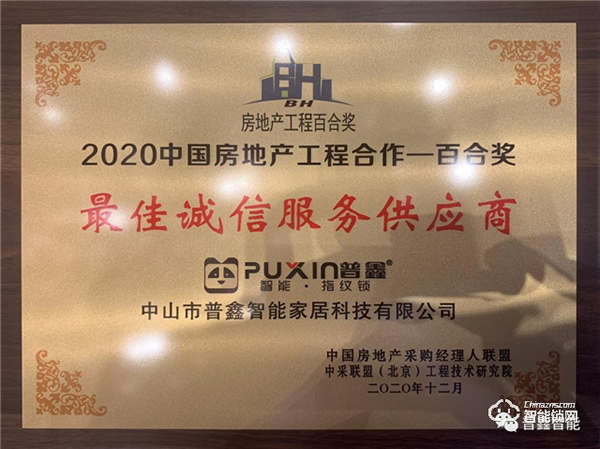 BH
BH
房地产工程百合奖
2020中国房地产工程合作—百合奖
最佳诚信服务供应商
PUXIN普鑫®
智能·指纹锁
中山市普鑫智能家居科技有限公司
中国房地产采购经理人联盟
中采联盟（北京）工程技术研究院
二〇二〇年十二月
Chinazns.com
智能锁网
普鑫智能